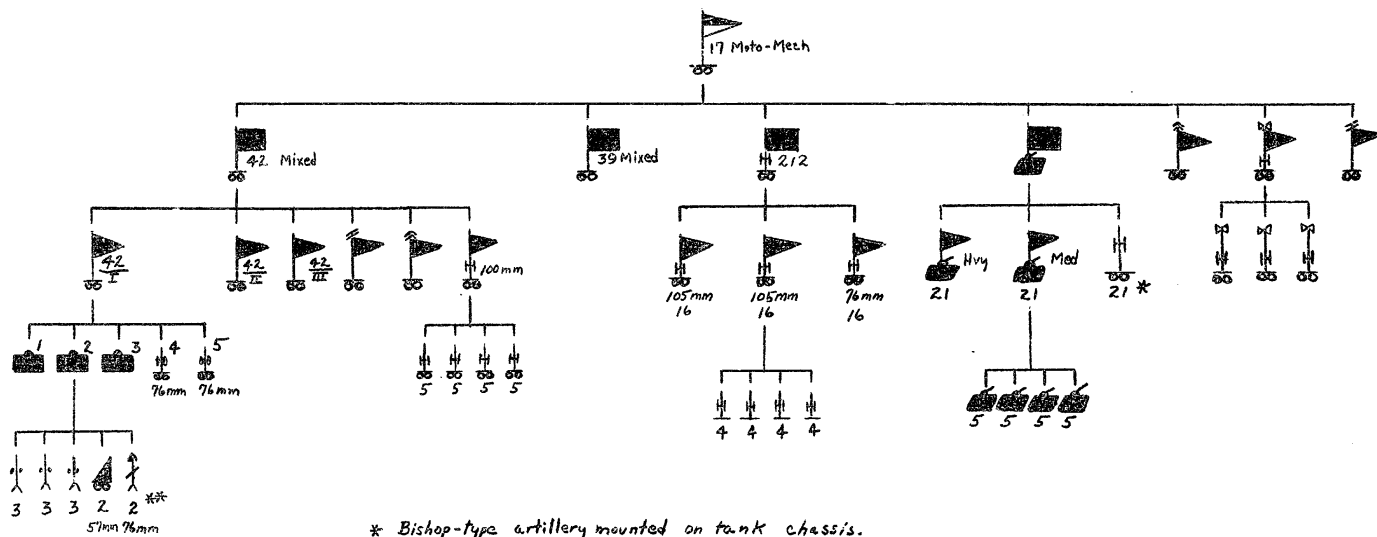 17 Moto-Mech
42 Mixed
39 Mixed
212
42/I
42/II
42/III
100mm
105mm
16
105mm
16
76mm
16
Hvy
21
Med
21
21 *
1
2
3
4
76mm
5
76mm
5 5 5 5
4 4 4 4
5 5 5 5
3 3 3 2 2 **
57mm 76mm
* Bishop-type artillery mounted on tank chassis.